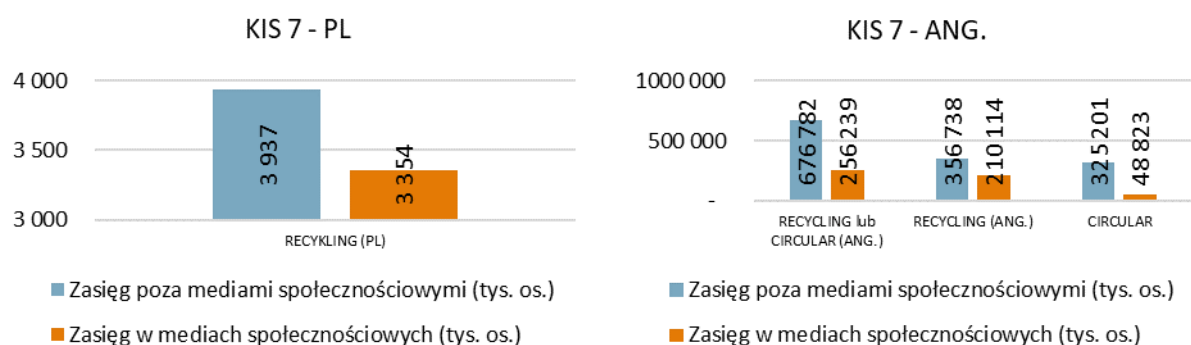 KIS 7 - PL
4 000
3 500
3 000
3 937
3 354
RECYKLING (PL)
Zasięg poza mediami społecznościowymi (tys. os.)
Zasięg w mediach społecznościowych (tys. os.)
KIS 7 - ANG.
1000 000
500 000
-
676 782
256 239
356 738
210 114
325 201
48 823
RECYCLING lub
CIRCULAR (ANG.)
RECYCLING (ANG.)
CIRCULAR
Zasięg poza mediami społecznościowymi (tys. os.)
Zasięg w mediach społecznościowych (tys. os.)